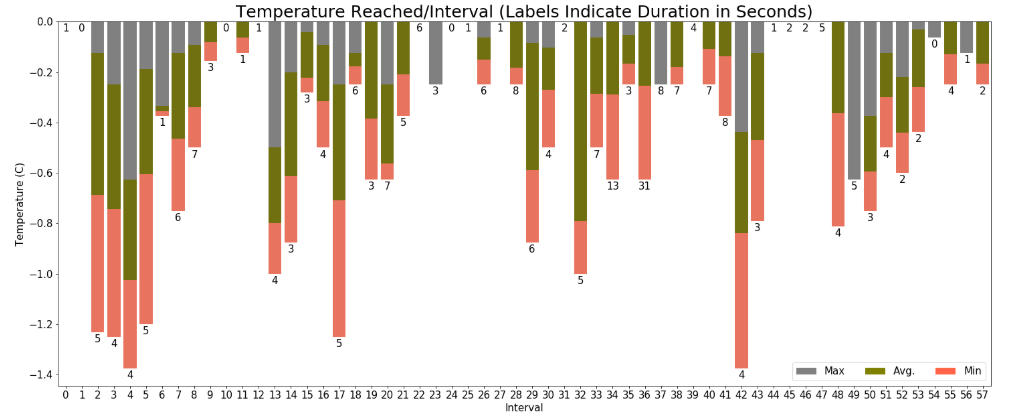 Temperature Reached/Interval (Labels Indicate Duration in Seconds)
0.0
1 0 0 1 6 0 1 1 2 4 1 2 2 5
0
1 1
3
−0.2
6 3 6 8 3 8 7 7 4 2
3
−0.4
1 5 8
2
7 4 4 7 4
−0.6
2
3 7 13 31 5
6 3
−0.8
3
4
3 6
−1.0
4 5
−1.2
5
5
4 5
−1.4
4 4
Temperature (C)
Max Avg. Min
0 1 2 3 4 5 6 7 8 9 10 11 12 13 14 15 16 17 18 19 20 21 22 23 24 25 26 27 28 29 30 31 32 33 34 35 36 37 38 39 40 41 42 43 44 45 46 47 48 49 50 51 52 53 54 55 56 57
Interval